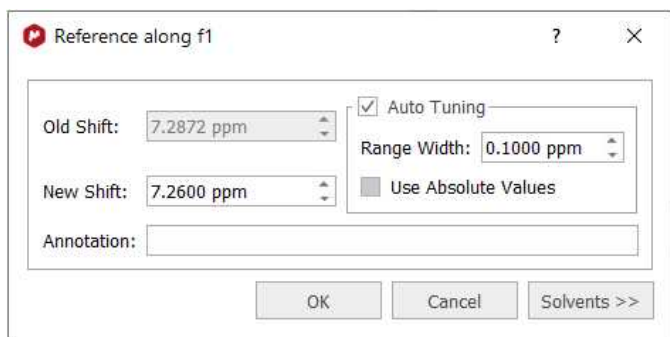 Reference along f1 ?
Auto Tuning
Old Shift: 7.2872 ppm
Range Width: 0.1000 ppm
New Shift: 7.2600 ppm
Use Absolute Values
Annotation:
OK Cancel Solvents >>